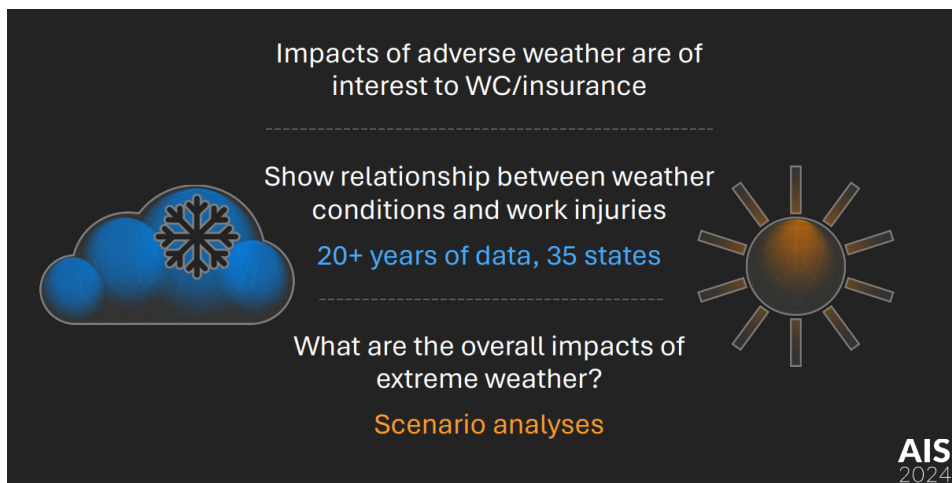 Impacts of adverse weather are of
interest to WC/insurance
Show relationship between weather
conditions and work injuries
20+ years of data, 35 states
What are the overall impacts of
extreme weather?
Scenario analyses
AIS
2024